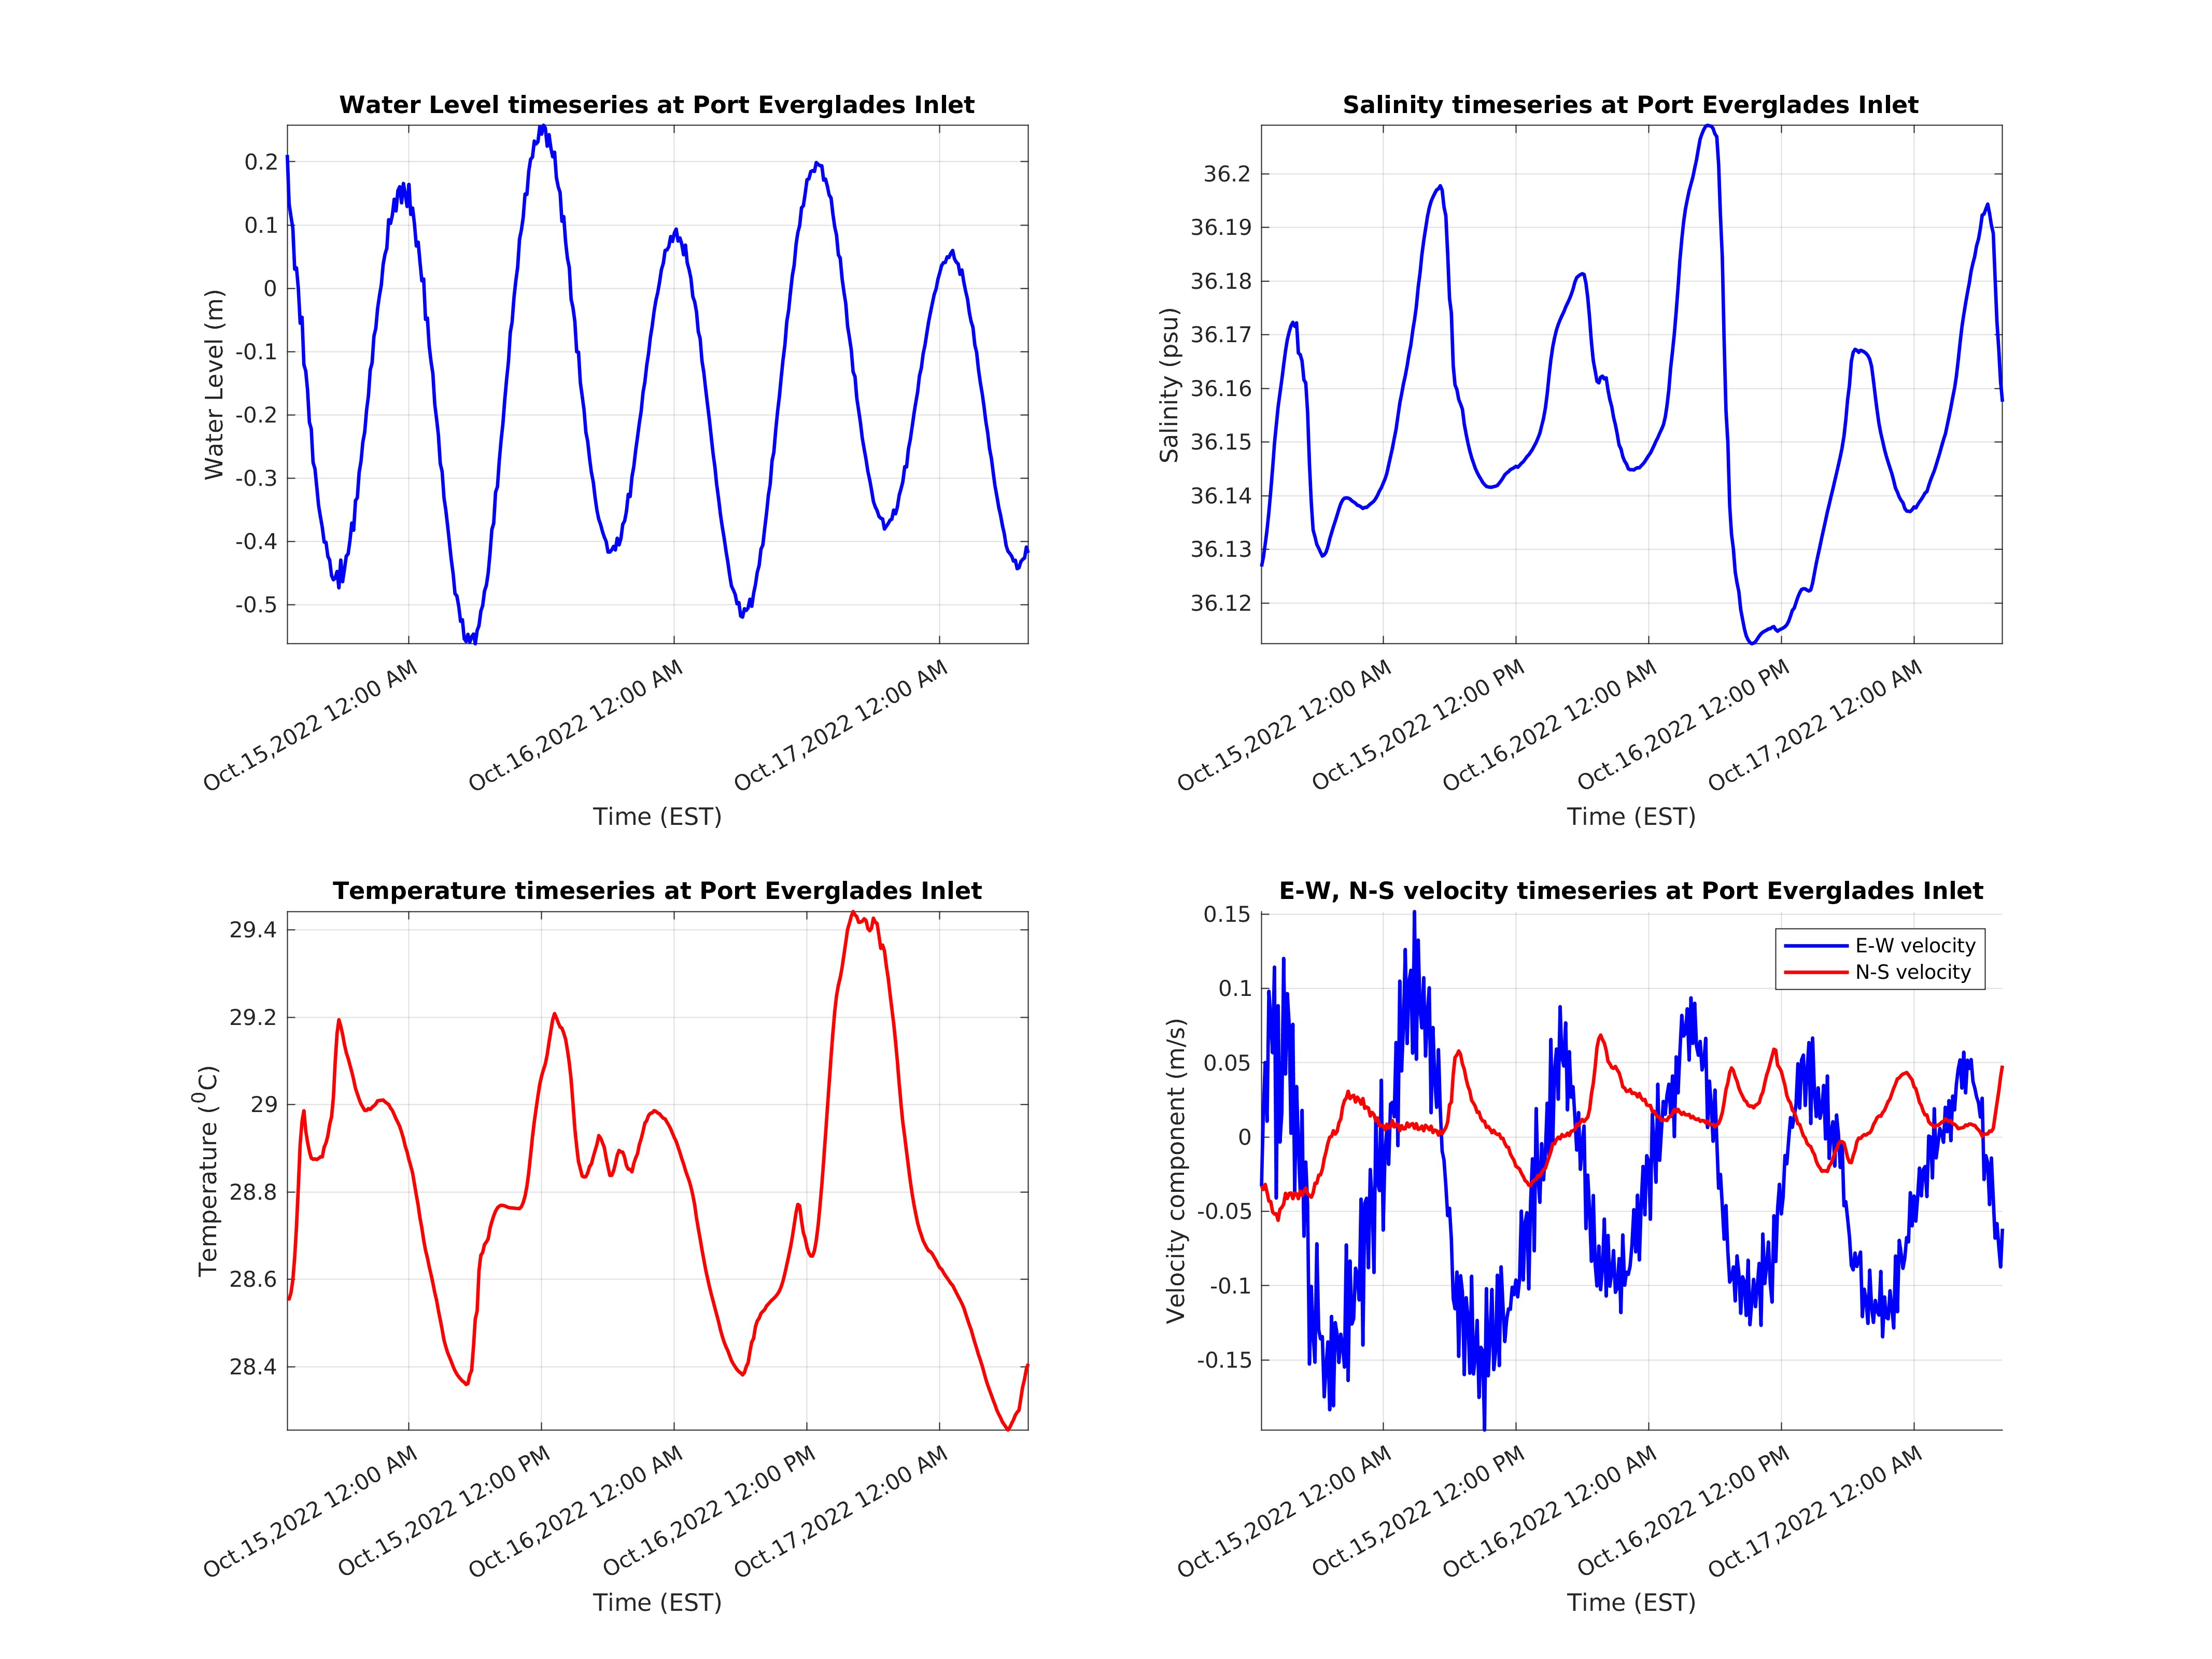 Water Level timeseries at Port Everglades Inlet
Water Level (m)
0.2
0.1
0
-0.1
-0.2
-0.3
-0.4
-0.5
Oct.15,2022 12:00 AM
Oct.16,2022 12:00 AM
Oct.17,2022 12:00 AM
Time (EST)
Salinity timeseries at Port Everglades Inlet
Salinity (psu)
36.2
36.19
36.18
36.17
36.16
36.15
36.14
36.13
36.12
Oct.15,2022 12:00 AM
Oct.15,2022 12:00 PM
Oct.16,2022 12:00 AM
Oct.16,2022 12:00 PM
Oct.17,2022 12:00 AM
Time (EST)
Temperature timeseries at Port Everglades Inlet
Temperature (⁰C)
29.4
29.2
29
28.8
28.6
28.4
Oct.15,2022 12:00 AM
Oct.15,2022 12:00 PM
Oct.16,2022 12:00 AM
Oct.16,2022 12:00 PM
Oct.17,2022 12:00 AM
Time (EST)
E-W, N-S velocity timeseries at Port Everglades Inlet
Velocity component (m/s)
0.15
0.1
0.05
0
-0.05
-0.1
-0.15
E-W velocity
N-S velocity
Oct.15,2022 12:00 AM
Oct.15,2022 12:00 PM
Oct.16,2022 12:00 AM
Oct.16,2022 12:00 PM
Oct.17,2022 12:00 AM
Time (EST)